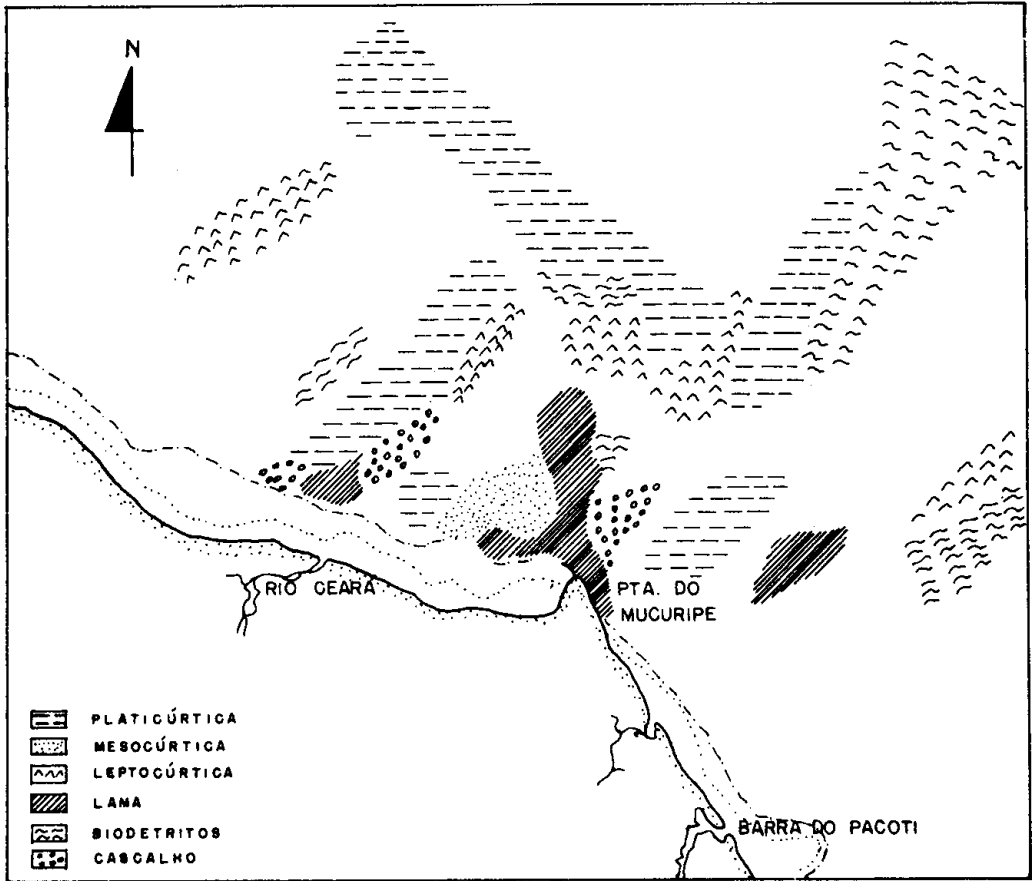 N
RIO CEARÁ
PTA. DO
MUCURIPE
BARRA DO PACOTI
PLATICÚRTICA
MESOCÚRTICA
LEPTOCÚRTICA
LAMA
BIODETRITOS
CASCALHO